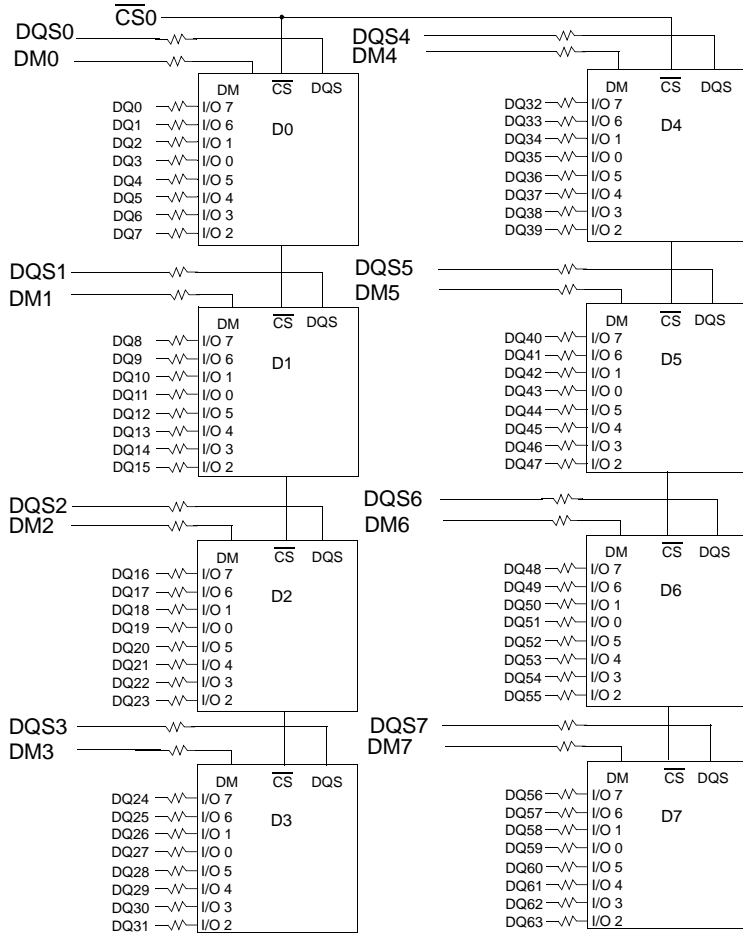 C̅S̅0
DQS0
DM0
DM CS̅ DQS
D0
DQ0 I/O 7
DQ1 I/O 6
DQ2 I/O 1
DQ3 I/O 0
DQ4 I/O 5
DQ5 I/O 4
DQ6 I/O 3
DQ7 I/O 2
DQS1
DM1
DM C̅S̅ DQS
D1
DQ8 I/O 7
DQ9 I/O 6
DQ10 I/O 1
DQ11 I/O 0
DQ12 I/O 5
DQ13 I/O 4
DQ14 I/O 3
DQ15 I/O 2
DQS2
DM2
DM C̅S̅ DQS
D2
DQ16 I/O 7
DQ17 I/O 6
DQ18 I/O 1
DQ19 I/O 0
DQ20 I/O 5
DQ21 I/O 4
DQ22 I/O 3
DQ23 I/O 2
DQS3
DM3
DM C̅S̅ DQS
D3
DQ24 I/O 7
DQ25 I/O 6
DQ26 I/O 1
DQ27 I/O 0
DQ28 I/O 5
DQ29 I/O 4
DQ30 I/O 3
DQ31 I/O 2
DQS4
DM4
DM C̅S̅ DQS
D4
DQ32 I/O 7
DQ33 I/O 6
DQ34 I/O 1
DQ35 I/O 0
DQ36 I/O 5
DQ37 I/O 4
DQ38 I/O 3
DQ39 I/O 2
DQS5
DM5
DM C̅S̅ DQS
D5
DQ40 I/O 7
DQ41 I/O 6
DQ42 I/O 1
DQ43 I/O 0
DQ44 I/O 5
DQ45 I/O 4
DQ46 I/O 3
DQ47 I/O 2
DQS6
DM6
DM C̅S̅ DQS
D6
DQ48 I/O 7
DQ49 I/O 6
DQ50 I/O 1
DQ51 I/O 0
DQ52 I/O 5
DQ53 I/O 4
DQ54 I/O 3
DQ55 I/O 2
DQS7
DM7
DM C̅S̅ DQS
D7
DQ56 I/O 7
DQ57 I/O 6
DQ58 I/O 1
DQ59 I/O 0
DQ60 I/O 5
DQ61 I/O 4
DQ62 I/O 3
DQ63 I/O 2